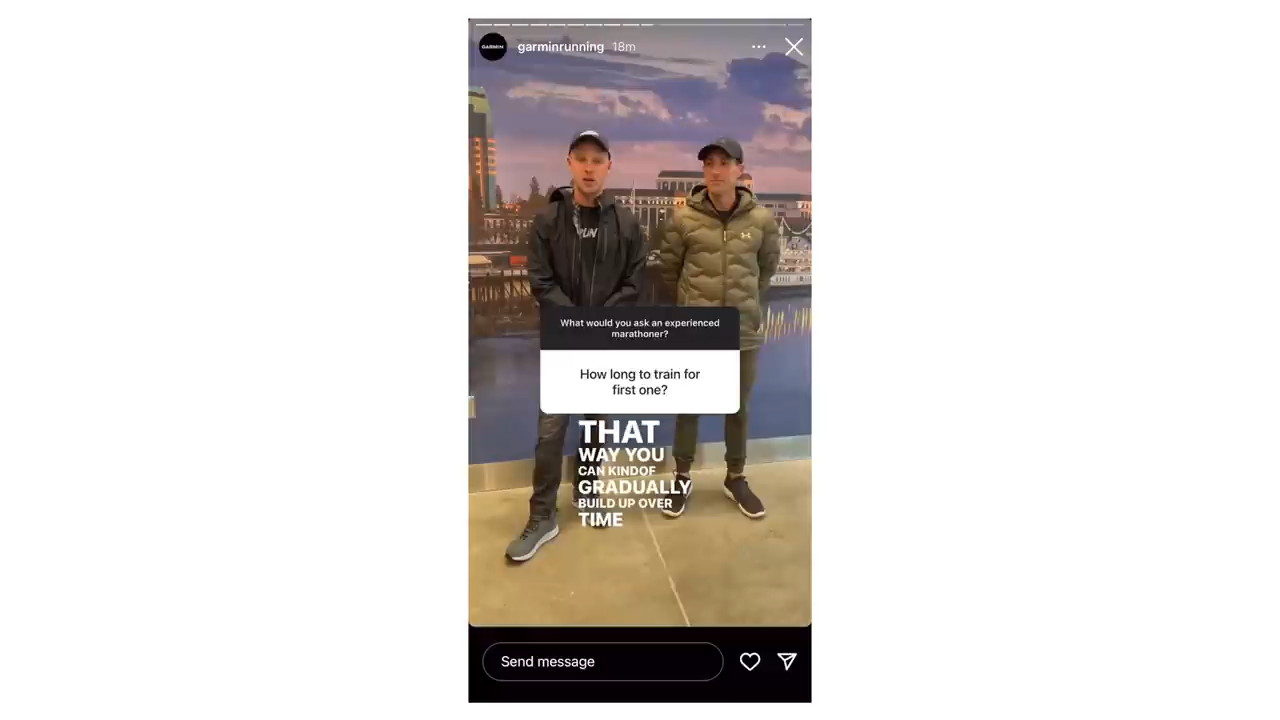 GARMIN
garminrunning 18m
RUN
What would you ask an experienced
marathoner?
How long to train for
first one?
THAT
WAY YOU
CAN KINDOF
GRADUALLY
BUILD UP OVER
TIME
Send message